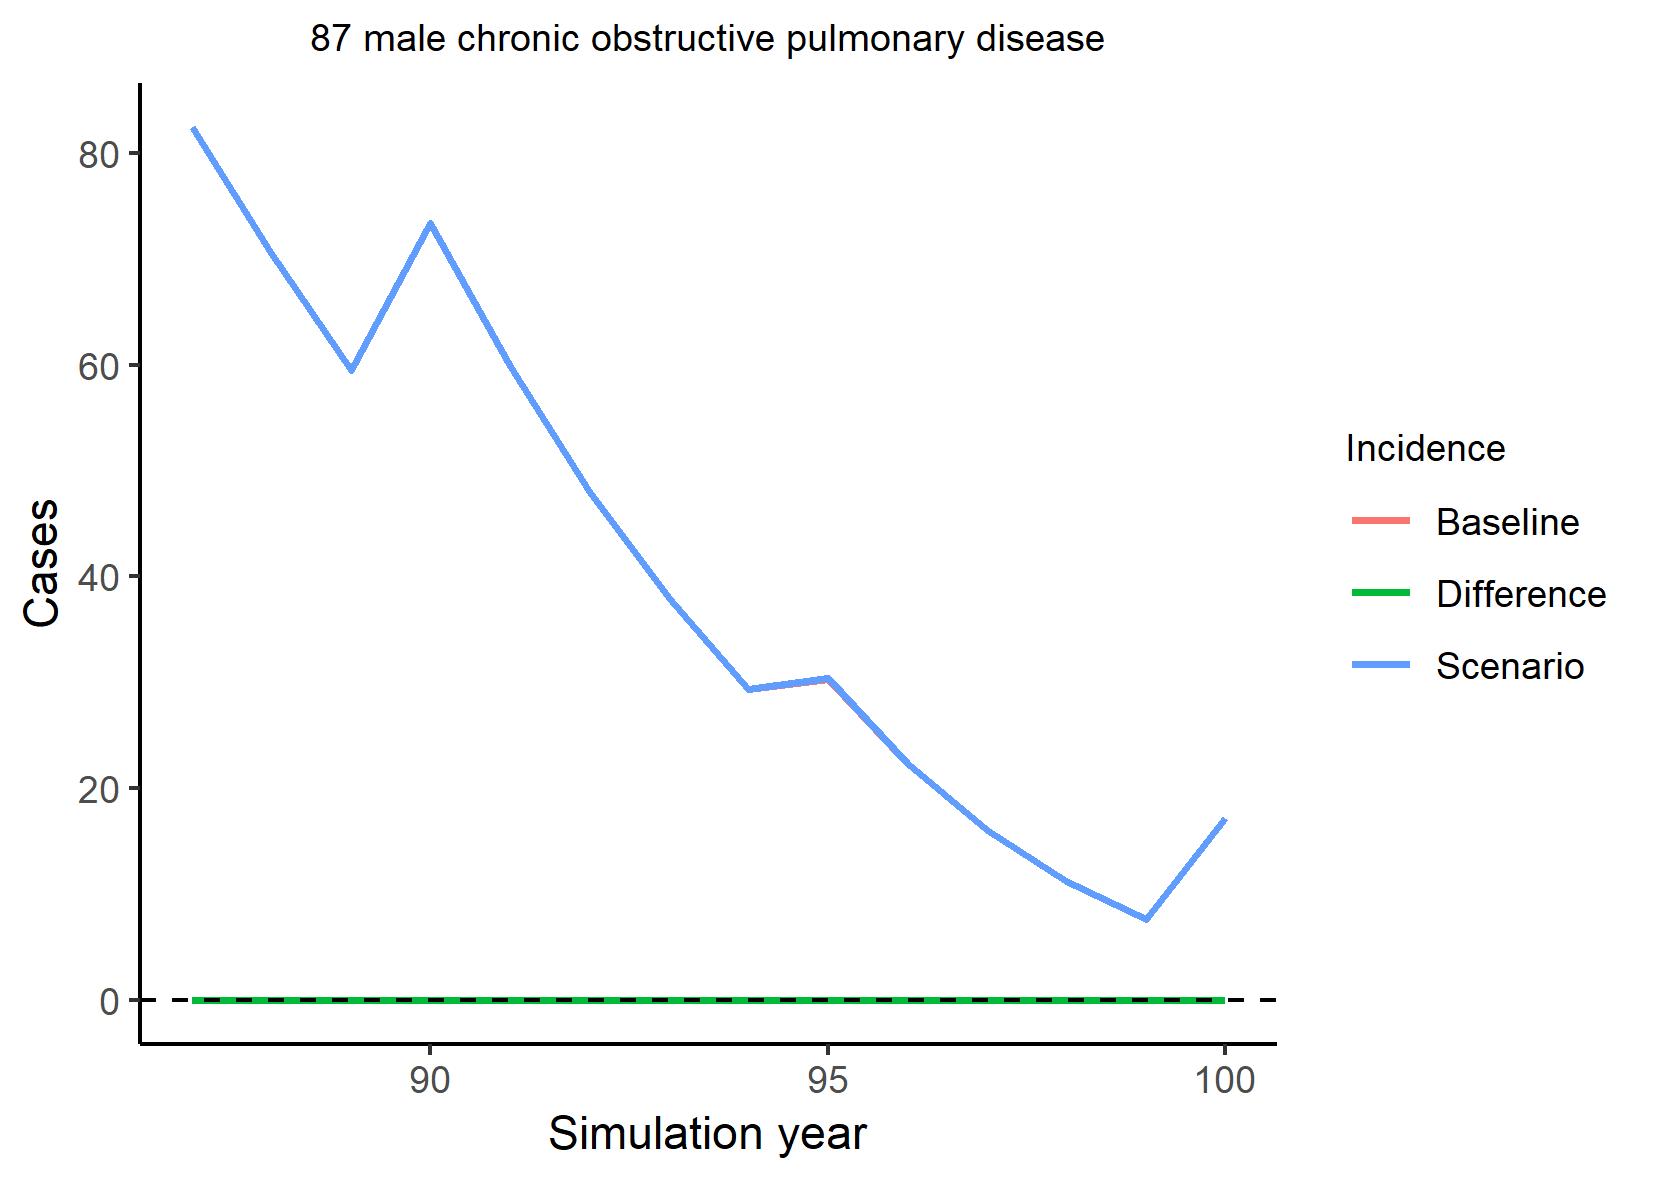 87 male chronic obstructive pulmonary disease
80
60
40
20
0
Cases
90
95
100
Simulation year
Incidence
Baseline
Difference
Scenario